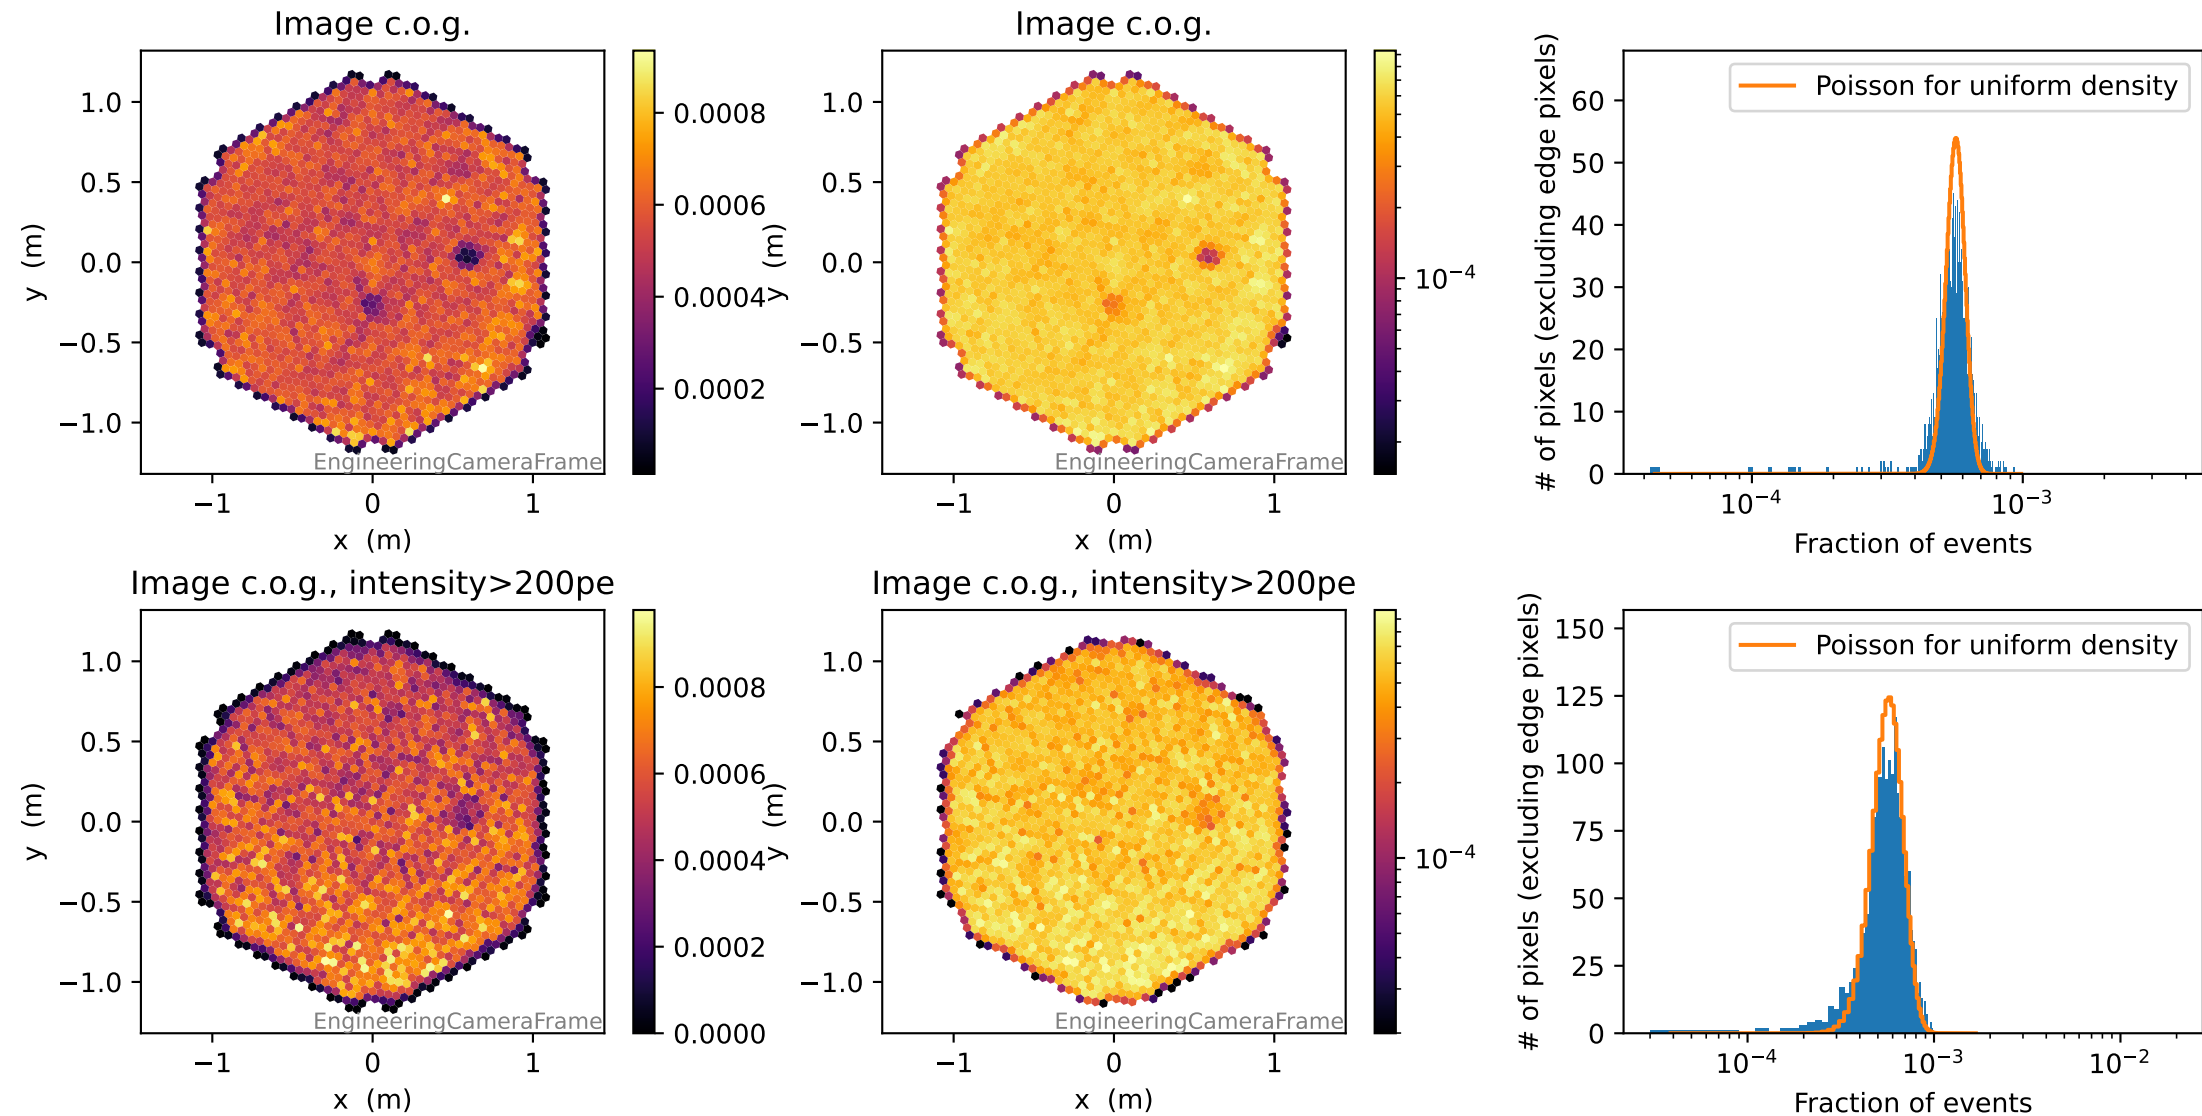 Image c.o.g.
1.0
0.5
0.0
−0.5
−1.0
y (m)
−1
0
1
x (m)
EngineeringCameraFrame
0.0008
0.0006
0.0004
0.0002
Image c.o.g.
1.0
0.5
0.0
−0.5
−1.0
y (m)
−1
0
1
x (m)
EngineeringCameraFrame
10⁻⁴
Poisson for uniform density
60
50
40
30
20
10
0
# of pixels (excluding edge pixels)
10⁻⁴
10⁻³
Fraction of events
Image c.o.g., intensity>200pe
1.0
0.5
0.0
−0.5
−1.0
y (m)
−1
0
1
x (m)
EngineeringCameraFrame
0.0008
0.0006
0.0004
0.0002
0.0000
Image c.o.g., intensity>200pe
1.0
0.5
0.0
−0.5
−1.0
y (m)
−1
0
1
x (m)
EngineeringCameraFrame
10⁻⁴
Poisson for uniform density
150
125
100
75
50
25
0
# of pixels (excluding edge pixels)
10⁻⁴
10⁻³
10⁻²
Fraction of events